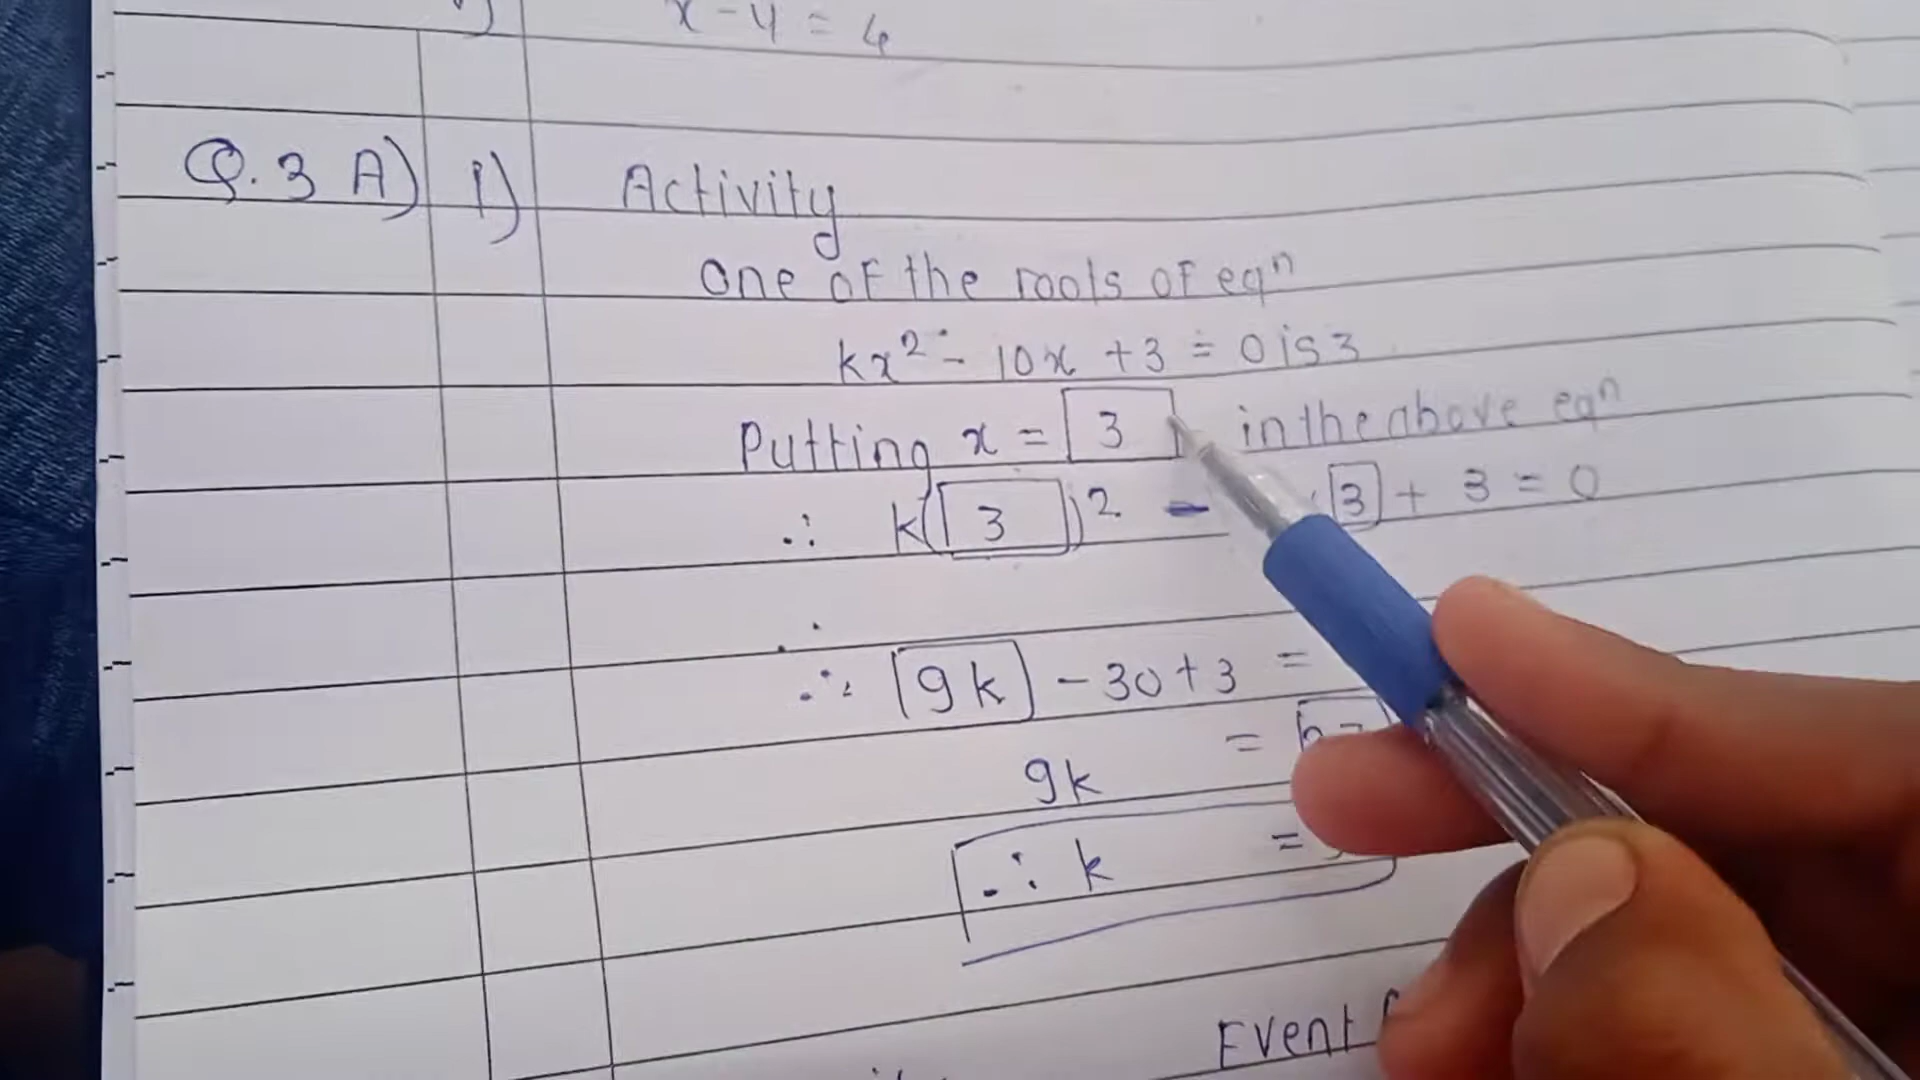 x - y = 4
Q.3 A) 1) Activity
One of the roots of eqn
kx² - 10x + 3 = 0 is 3
Putting x = 3 in the above eqn
∴ k(3)² - 3 + 3 = 0
∴ 9k - 30 + 3 =
9k =
∴ k =
Event